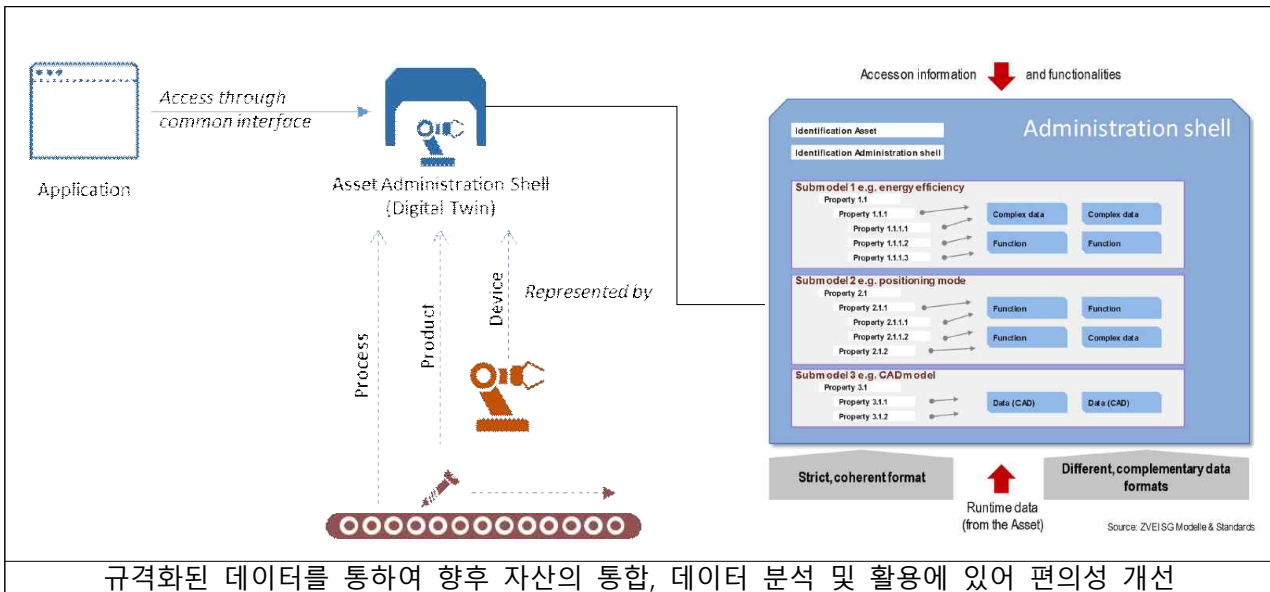 Application
Access through
common interface
Asset Administration Shell
(Digital Twin)
Process
Product
Device
Represented by
Access on information and functionalities
Administration shell
Identification Asset
Identification Administration shell
Submodel 1 e.g. energy efficiency
Property 1.1
Property 1.1.1
Property 1.1.1.1
Property 1.1.1.2
Property 1.1.1.3
Complex data
Complex data
Function
Function
Submodel 2 e.g. positioning mode
Property 2.1
Property 2.1.1
Property 2.1.1.1
Property 2.1.1.2
Property 2.1.2
Function
Function
Function
Complex data
Submodel 3 e.g. CAD model
Property 3.1
Property 3.1.1
Property 3.1.2
Data (CAD)
Data (CAD)
Strict, coherent format
Runtime data
(from the Asset)
Different, complementary data
formats
Source: ZVEI SG Modelle & Standards
규격화된 데이터를 통하여 향후 자산의 통합, 데이터 분석 및 활용에 있어 편의성 개선